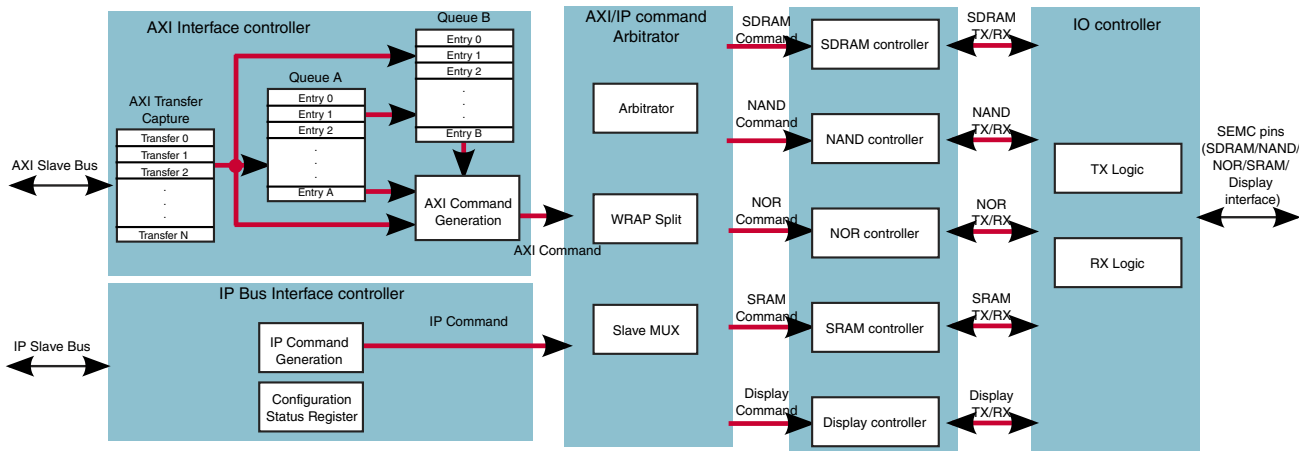 AXI Interface controller
Queue B
Entry 0
Entry 1
Entry 2
.
.
.
Entry B
Queue A
Entry 0
Entry 1
Entry 2
.
.
.
Entry A
AXI Transfer
Capture
Transfer 0
Transfer 1
Transfer 2
.
.
.
Transfer N
AXI Slave Bus
AXI Command
Generation
AXI Command
IP Bus Interface controller
IP Slave Bus
IP Command
IP Command
Generation
Configuration
Status Register
AXI/IP command
Arbitrator
Arbitrator
WRAP Split
Slave MUX
SDRAM
Command
NAND
Command
NOR
Command
SRAM
Command
Display
Command
SDRAM controller
NAND controller
NOR controller
SRAM controller
Display controller
SDRAM
TX/RX
NAND
TX/RX
NOR
TX/RX
SRAM
TX/RX
Display
TX/RX
IO controller
TX Logic
RX Logic
SEMC pins
(SDRAM/NAND/
NOR/SRAM/
Display
interface)